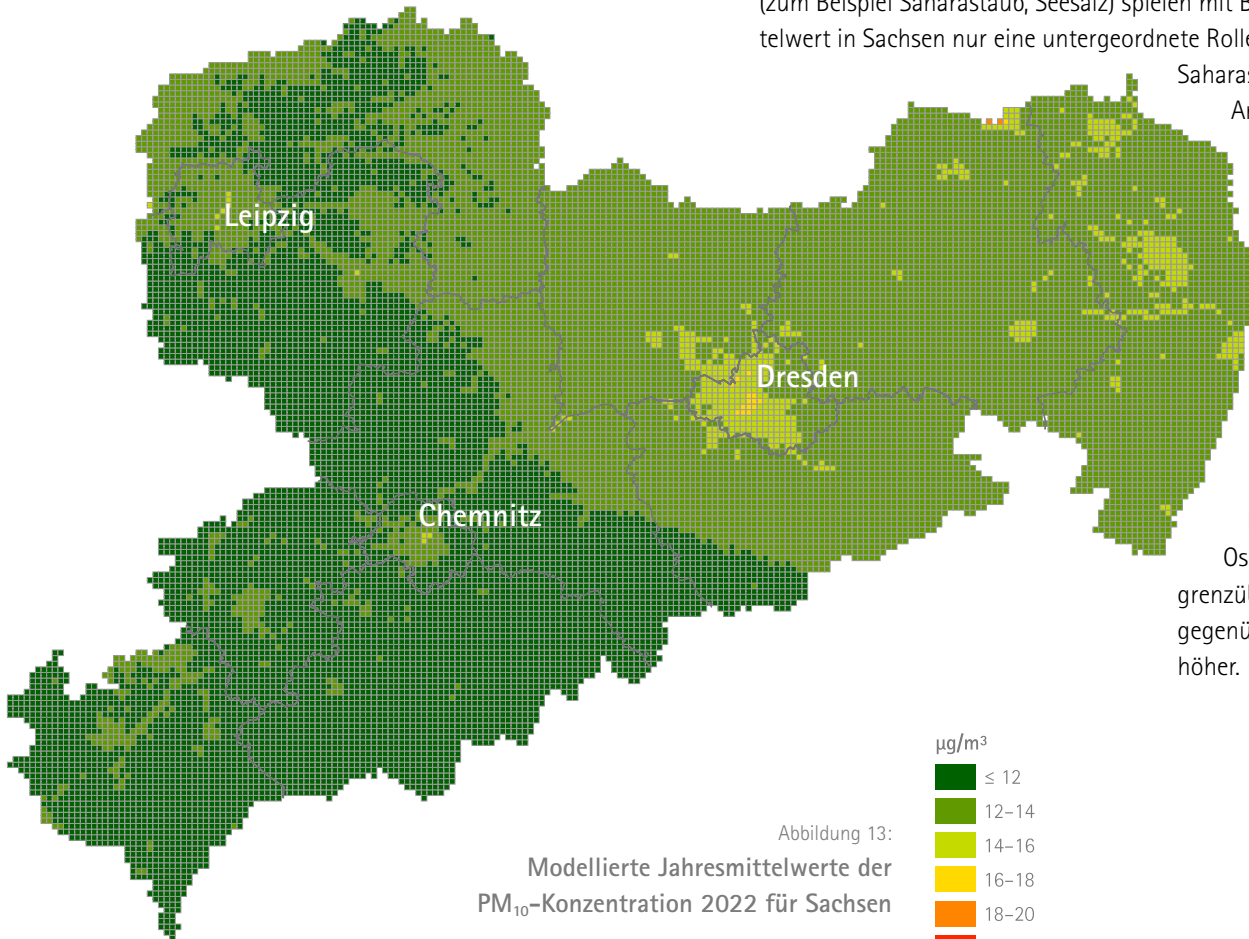 (zum Beispiel Saharastaub, Seesalz) spielen mit
telwert in Sachsen nur eine untergeordnete Rolle
Leipzig
Dresden
Chemnitz
grenzü
gegenü
höher.
µg/m³
≤ 12
12–14
14–16
16–18
18–20
Abbildung 13:
Modellierte Jahresmittelwerte der
PM₁₀-Konzentration 2022 für Sachsen